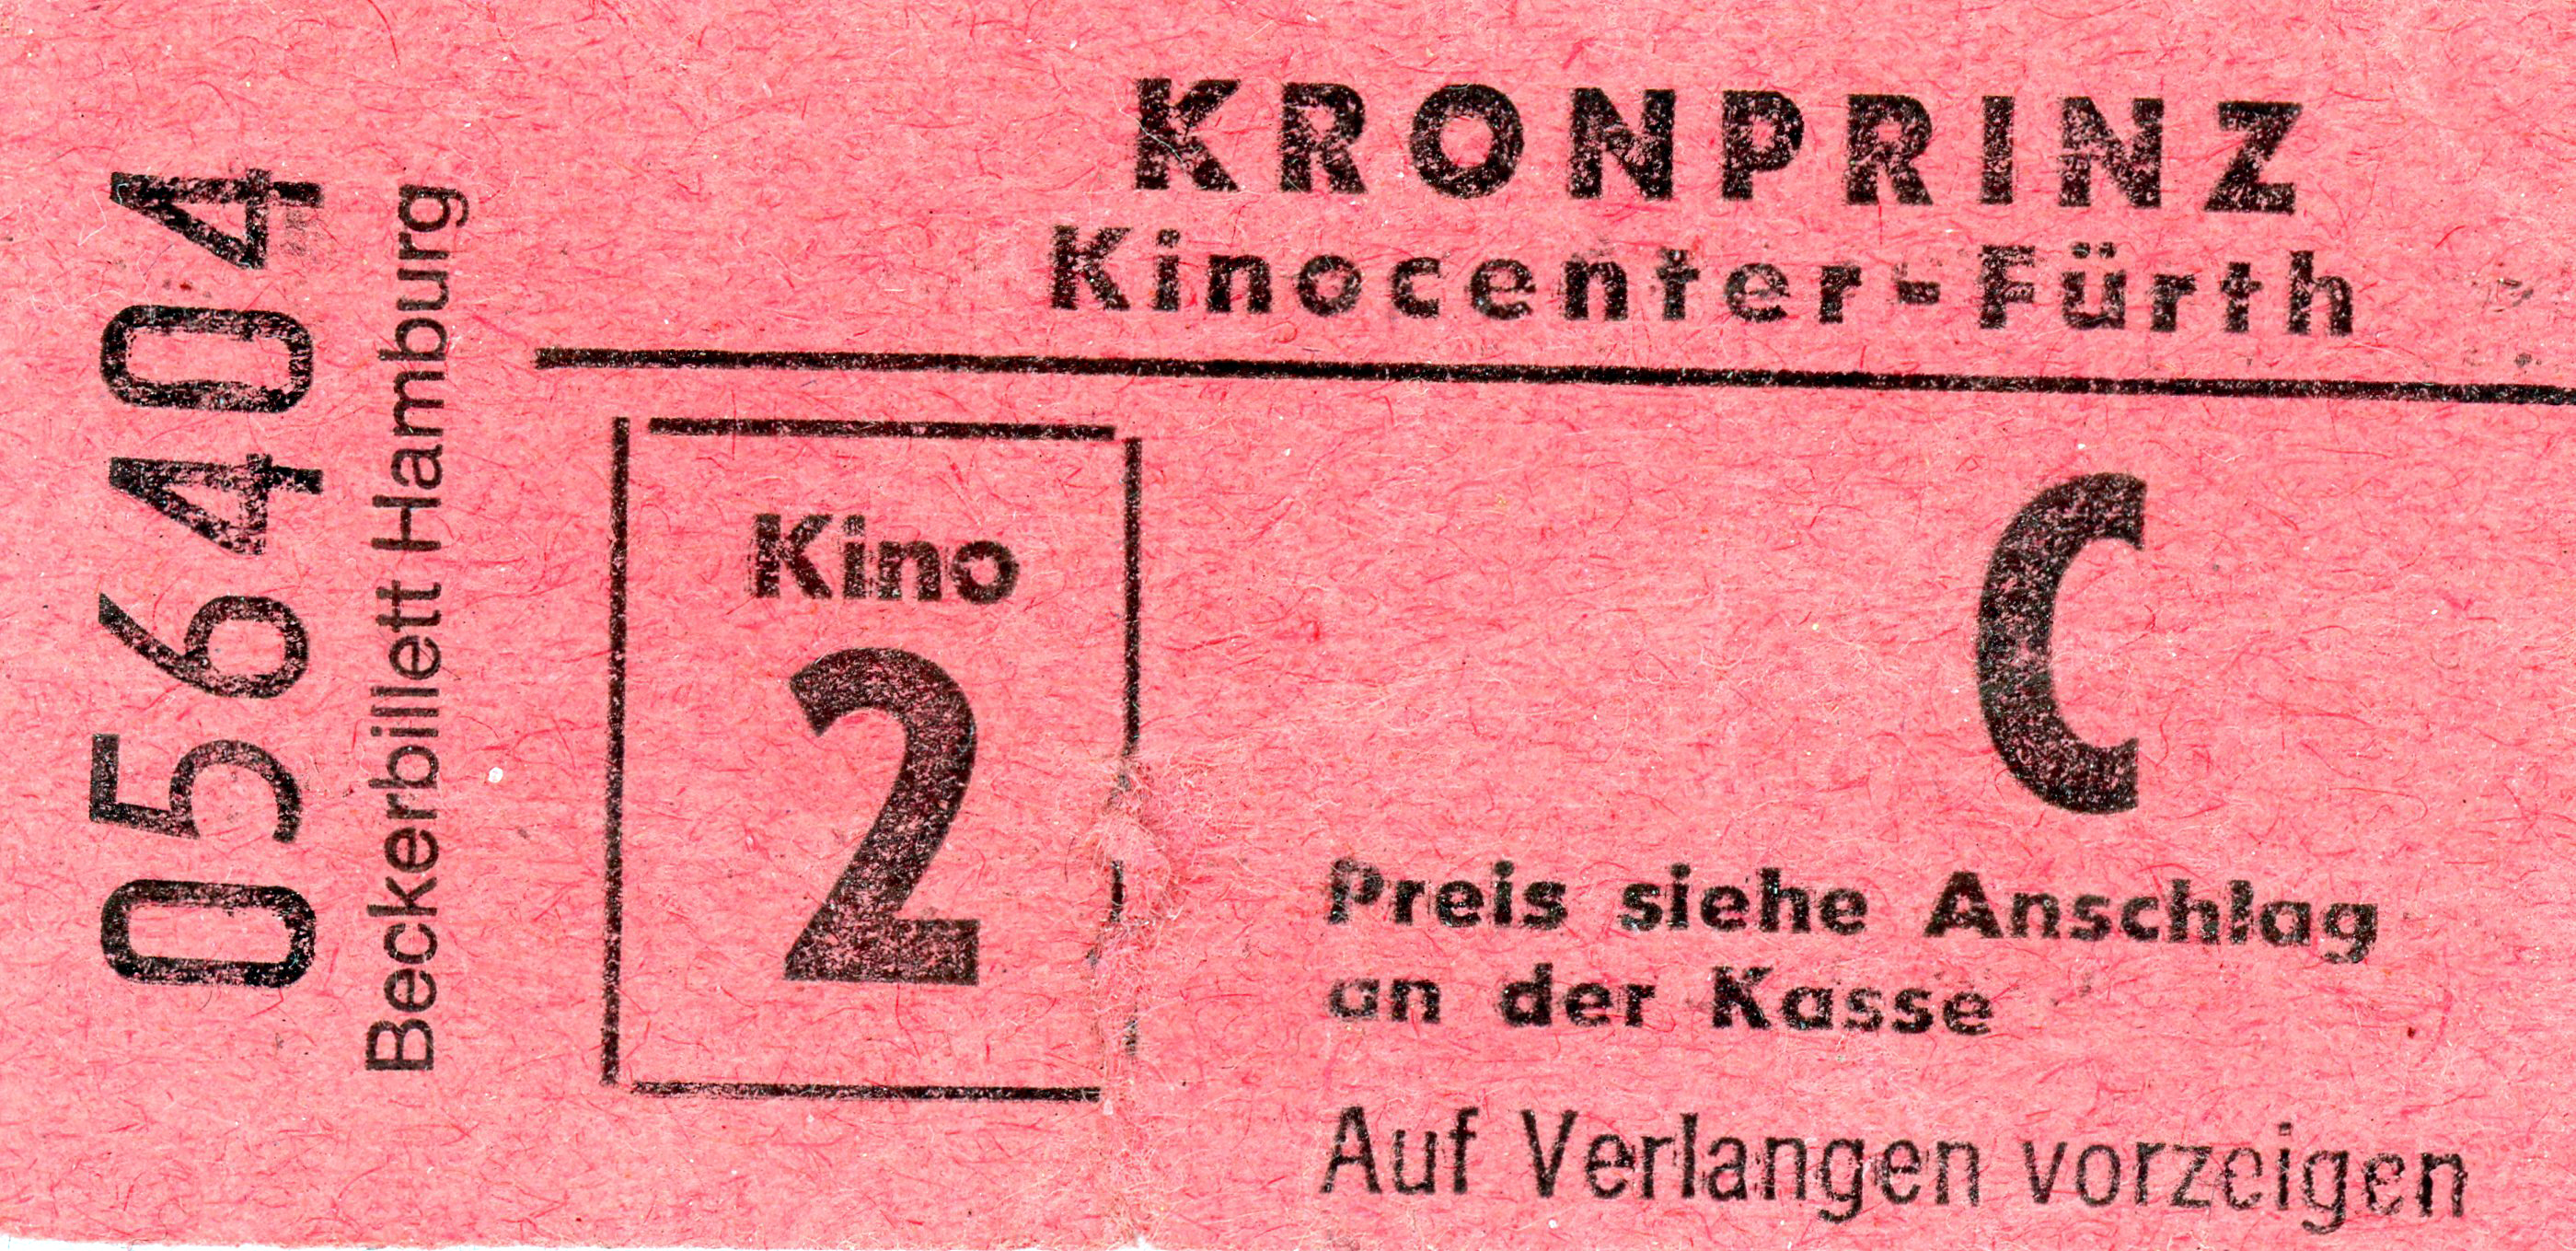 056404
Beckerbillett Hamburg
KRONPRINZ
Kinocenter-Fürth
Kino
2
C
Preis siehe Anschlag
an der Kasse
Auf Verlangen vorzeigen